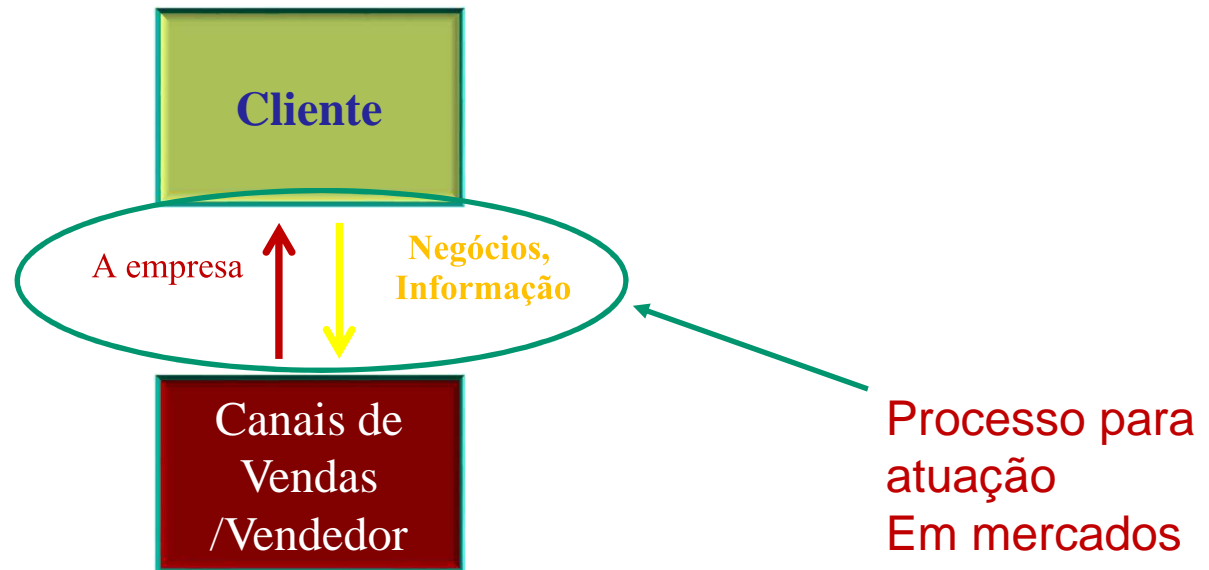 Cliente
A empresa
Negócios,
Informação
Canais de
Vendas
/Vendedor
Processo para
atuação
Em mercados